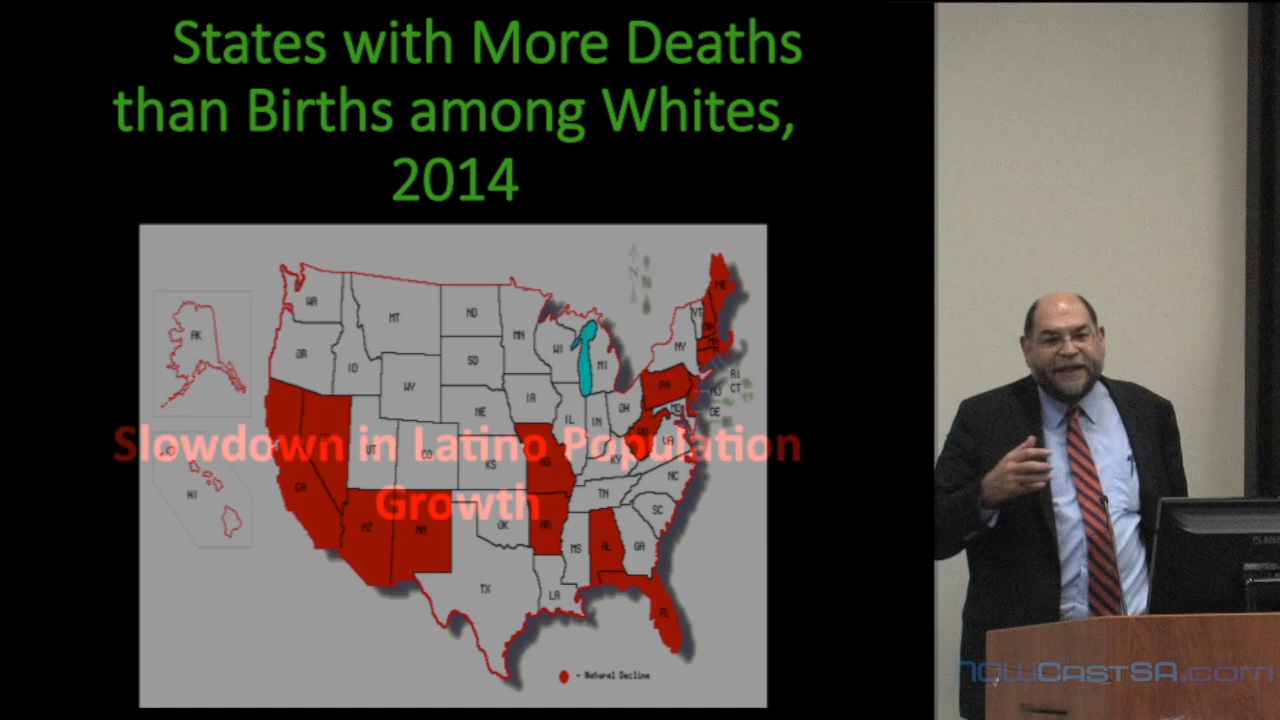 States with More Deaths
than Births among Whites,
2014
Slowdown in Latino Population
Growth
WA
MT
ND
MN
OR
ID
WY
SD
WI
MI
NY
VT
NH
ME
AK
NE
IA
IL
IN
OH
PA
RI
CT
NJ
DE
MD
UT
CO
KS
KY
VA
CA
AZ
NM
OK
AR
TN
NC
SC
MS
AL
GA
HI
TX
LA
FL
N
- Natural Decline
NOWCastSA.com